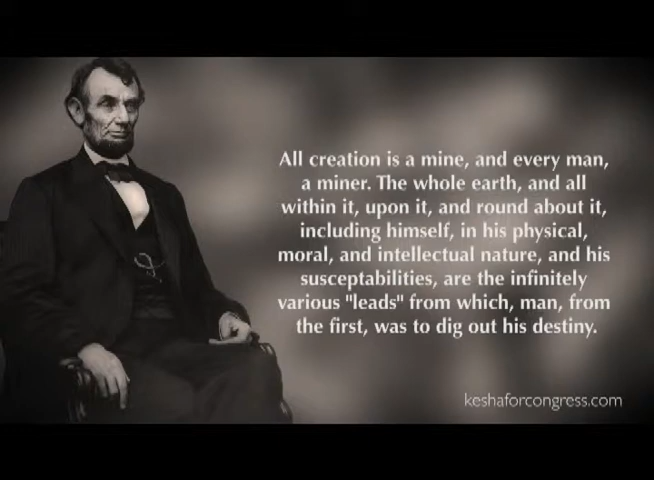 All creation is a mine, and every man,
a miner. The whole earth, and all
within it, upon it, and round about it,
including himself, in his physical,
moral, and intellectual nature, and his
susceptabilities, are the infinitely
various "leads" from which, man, from
the first, was to dig out his destiny.
keshaforcongress.com